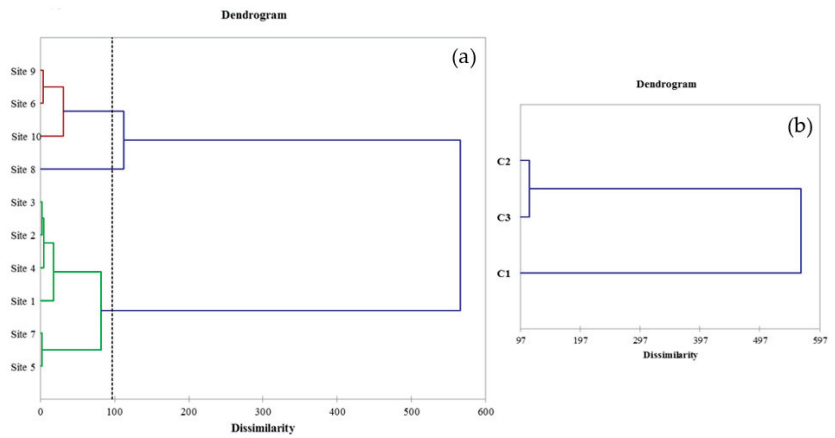 Dendrogram
(a)
Site 9
Site 6
Site 10
Site 8
Site 3
Site 2
Site 4
Site 1
Site 7
Site 5
0 100 200 300 400 500 600
Dissimilarity
Dendrogram
(b)
C2
C3
C1
97 197 297 397 497 597
Dissimilarity